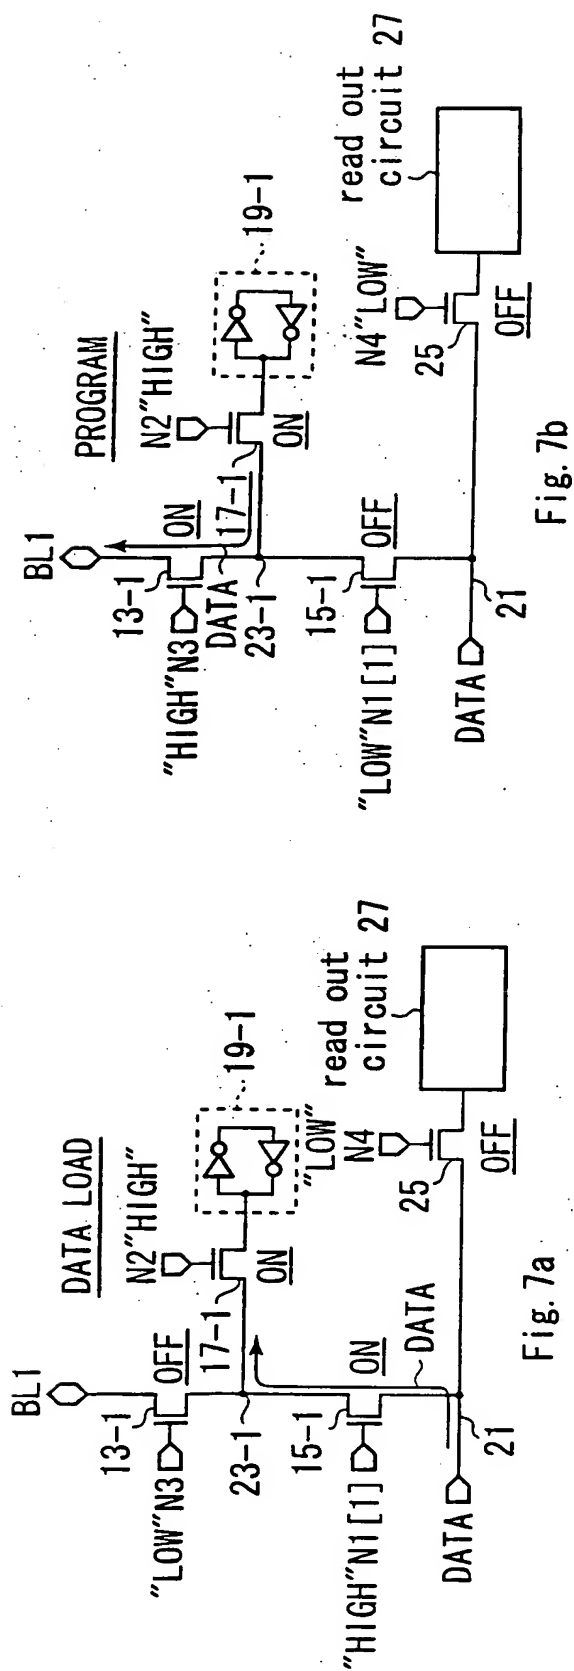 DATA LOAD
BL1
"LOW"N3
13-1
OFF
N2"HIGH"
17-1
ON
19-1
23-1
"HIGH"N1[1]
15-1
ON
"LOW"
N4
25
OFF
read out
circuit 27
DATA
DATA
21
Fig. 7a
PROGRAM
BL1
"HIGH"N3
13-1
ON
N2"HIGH"
17-1
ON
19-1
DATA
23-1
"LOW"N1[1]
15-1
OFF
N4"LOW"
25
OFF
read out
circuit 27
DATA
21
Fig. 7b